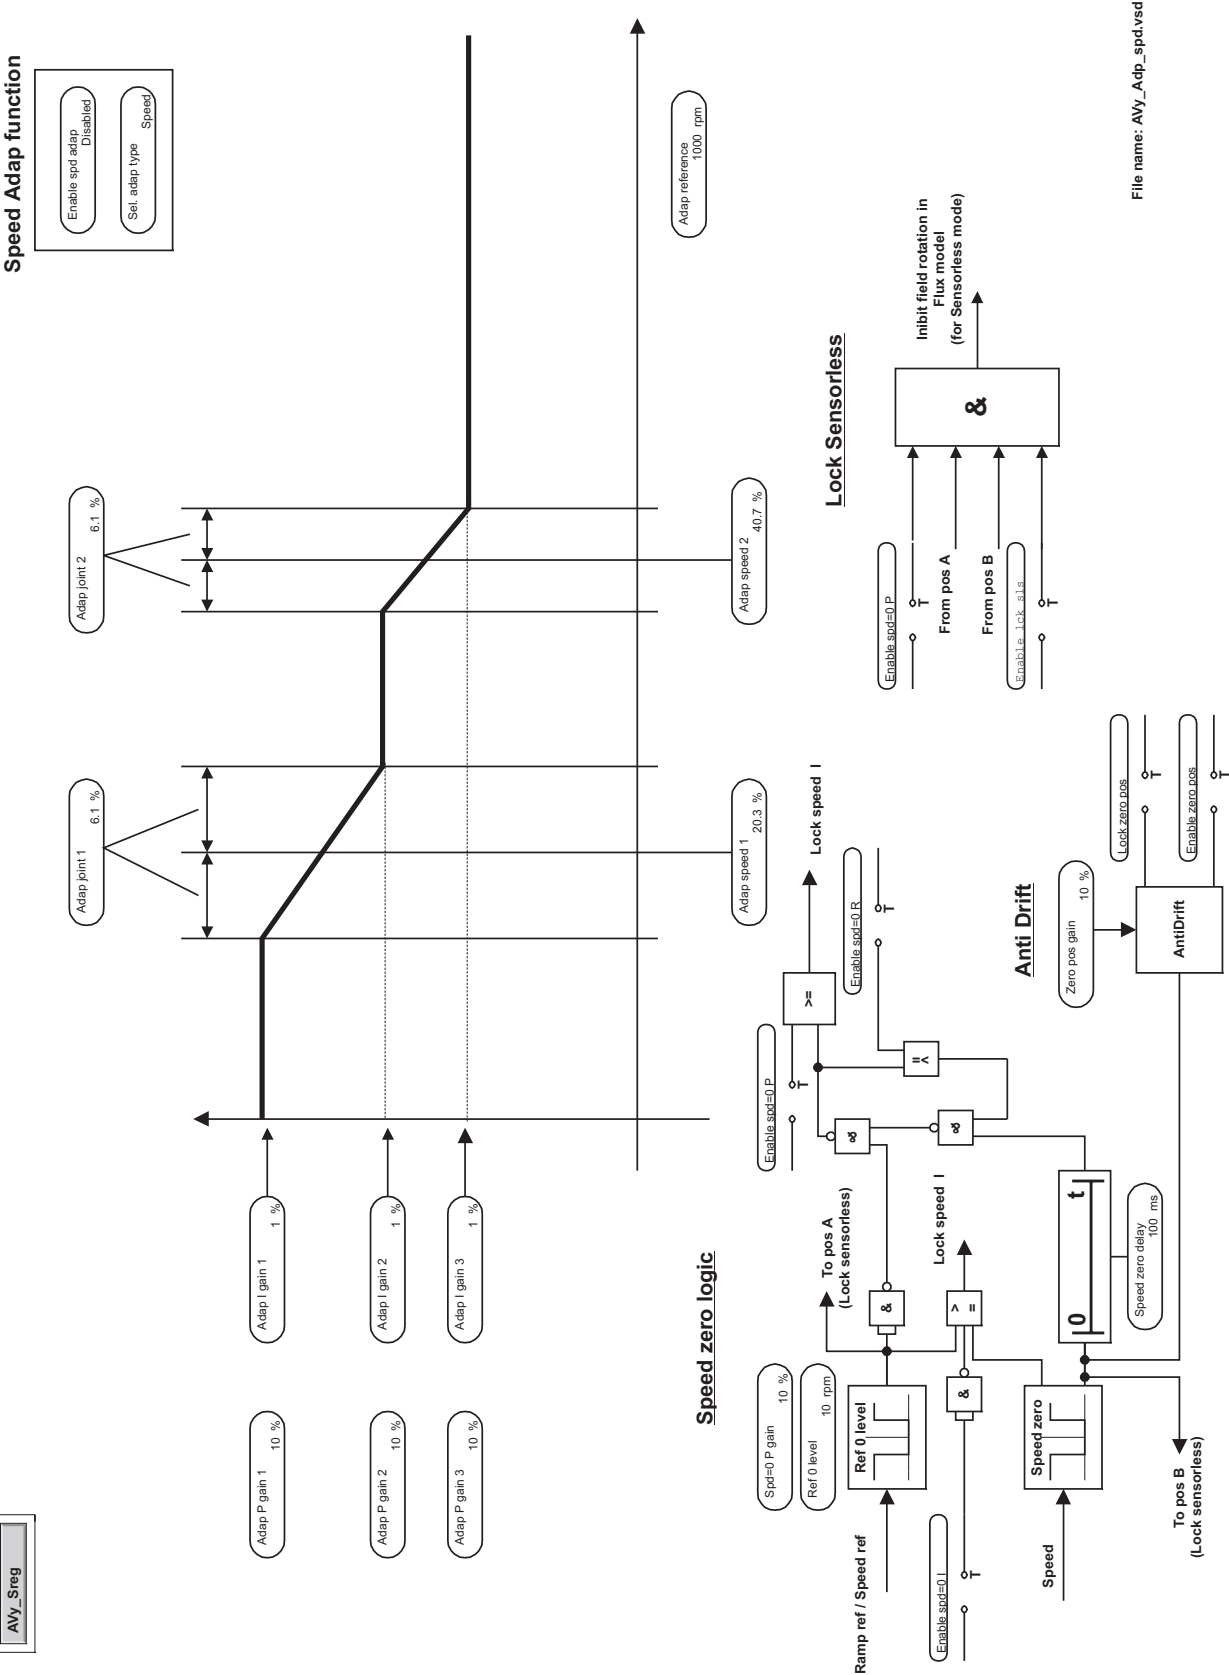 AVy_Sreg
Speed Adap function
Enable spd adap
Disabled
Sel. adap type
Speed
Adap joint 1
6.1 %
Adap joint 2
6.1 %
Adap P gain 1
10 %
Adap I gain 1
1 %
Adap P gain 2
10 %
Adap I gain 2
1 %
Adap P gain 3
10 %
Adap I gain 3
1 %
Adap reference
1000 rpm
Adap speed 1
20.3 %
Adap speed 2
40.7 %
Speed zero logic
Spd=0 P gain
10 %
Ref 0 level
10 rpm
Enable spd=0 P
T
>=
Lock speed I
To pos A
(Lock sensorless)
Enable spd=0 R
T
Ramp ref / Speed ref
Ref 0 level
&
&
>=
&
Enable spd=0 I
T
&
>
=
Lock speed I
Speed
Speed zero
0
t
Speed zero delay
100 ms
To pos B
(Lock sensorless)
Lock Sensorless
Enable spd=0 P
T
From pos A
From pos B
Enable lck sls
T
&
Inibit field rotation in
Flux model
(for Sensorless mode)
Anti Drift
Zero pos gain
10 %
AntiDrift
Lock zero pos
T
Enable zero pos
T
File name: AVy_Adp_spd.vsd